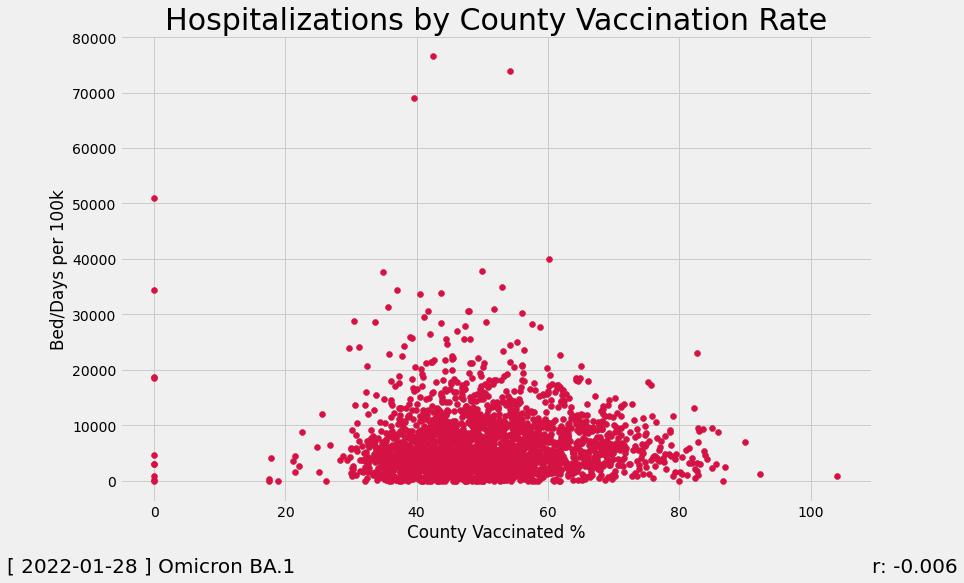 Hospitalizations by County Vaccination Rate
80000
70000
60000
50000
40000
30000
20000
10000
0
Bed/Days per 100k
0 20 40 60 80 100
County Vaccinated %
[ 2022-01-28 ] Omicron BA.1
r: -0.006